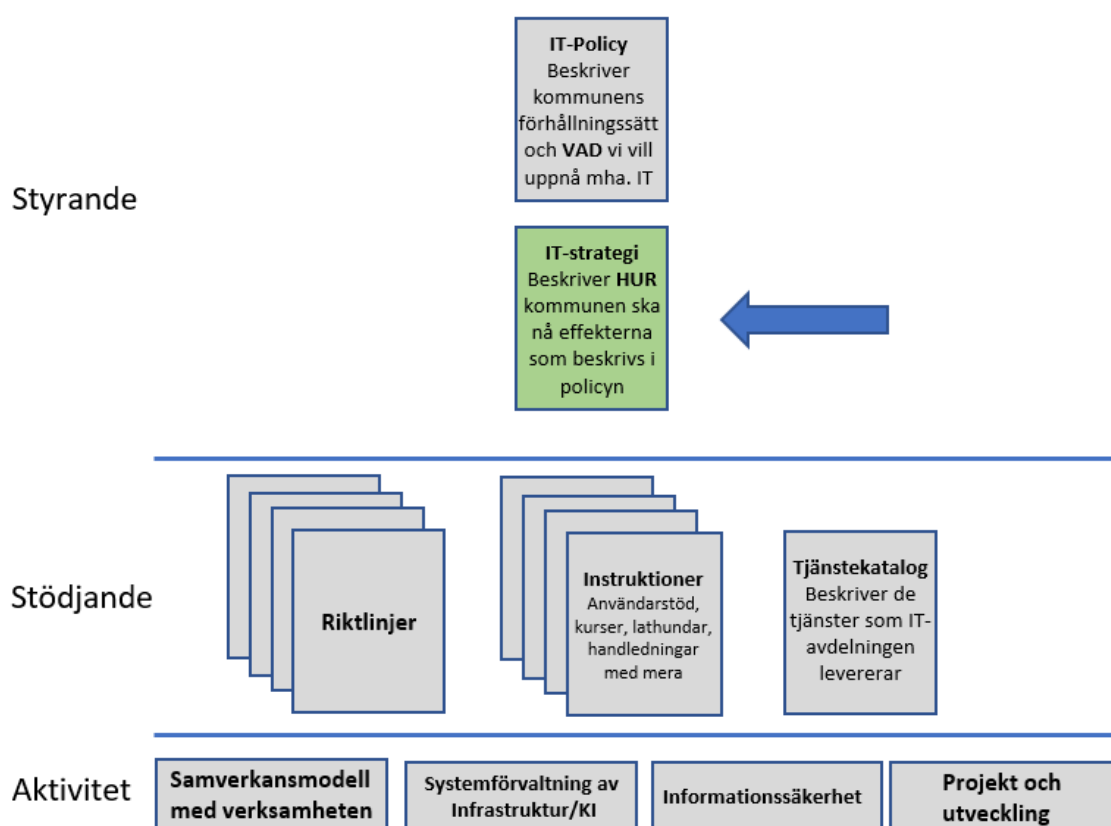 IT-Policy
Beskriver
kommunens
förhållningssätt
och VAD vi vill
uppnå mha. IT
Styrande
IT-strategi
Beskriver HUR
kommunen ska
nå effekterna
som beskrivs i
policyn
Stödjande
Riktlinjer
Instruktioner
Användarstöd,
kurser, lathundar,
handledningar
med mera
Tjänstekatalog
Beskriver de
tjänster som IT-
avdelningen
levererar
Aktivitet
Samverkansmodell
med verksamheten
Systemförvaltning av
Infrastruktur/KI
Informationssäkerhet
Projekt och
utveckling